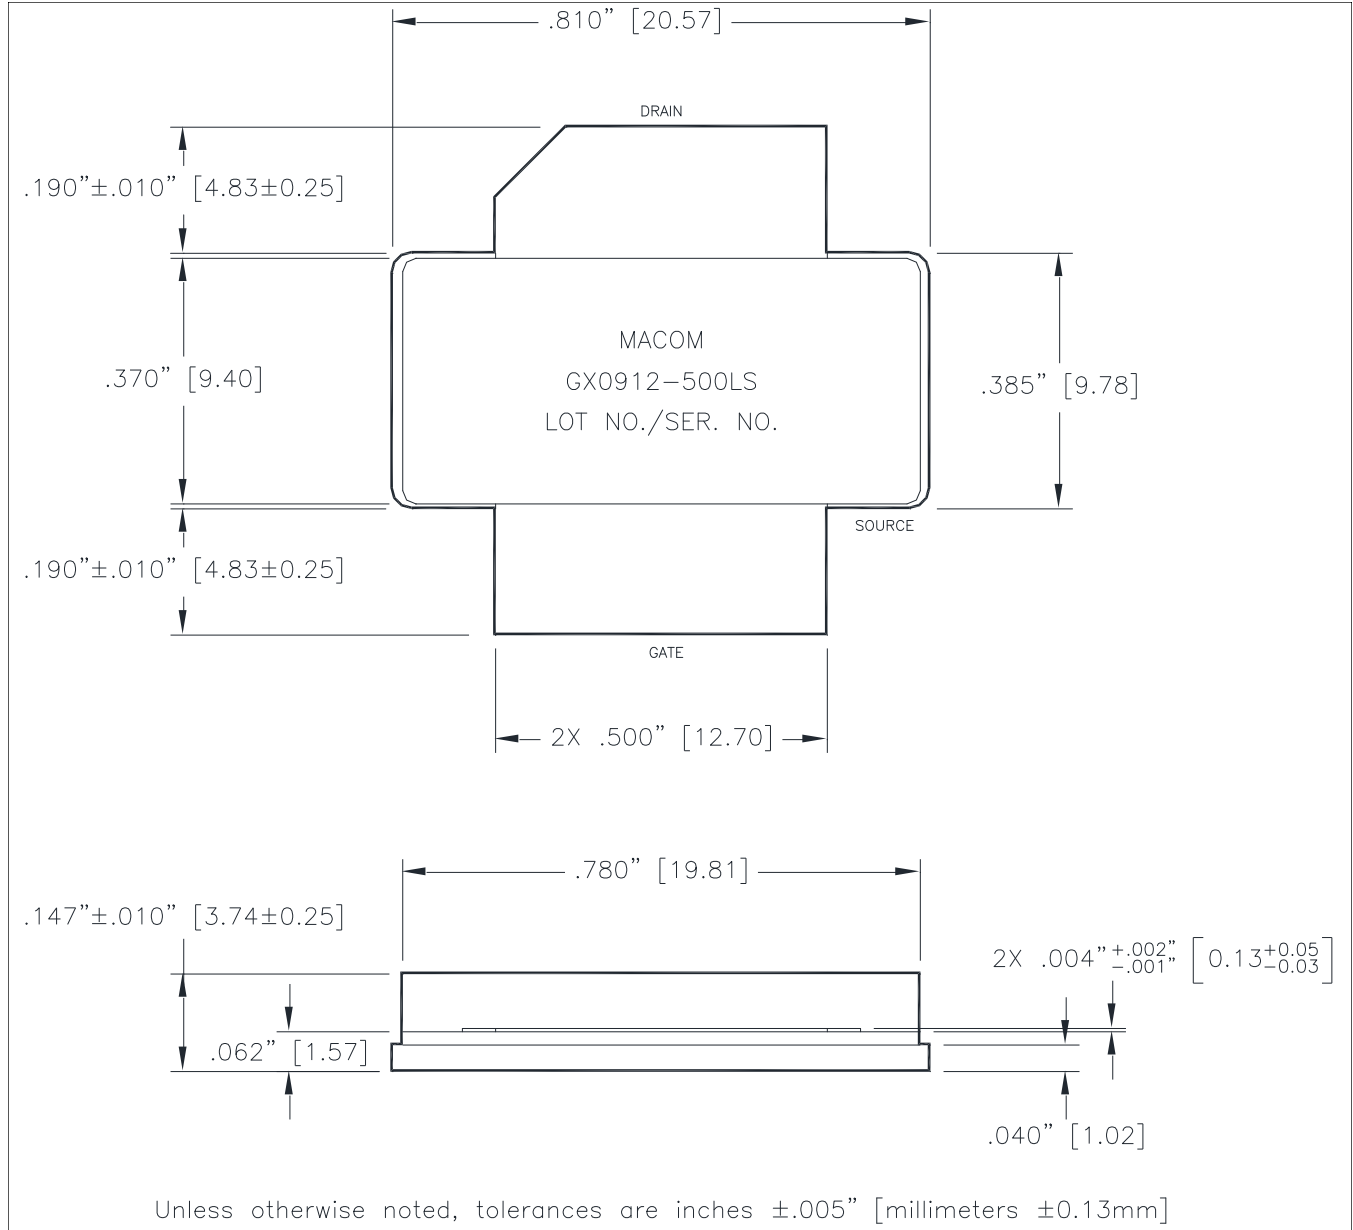 .810” [20.57]
DRAIN
.190”±.010” [4.83±0.25]
MACOM
GX0912-500LS
LOT NO./SER. NO.
.370” [9.40]
.385” [9.78]
SOURCE
.190”±.010” [4.83±0.25]
GATE
2X .500” [12.70]
.780” [19.81]
.147”±.010” [3.74±0.25]
2X .004” +.002” -.001” [0.13 +0.05 -0.03]
.062” [1.57]
.040” [1.02]
Unless otherwise noted, tolerances are inches ±.005” [millimeters ±0.13mm]